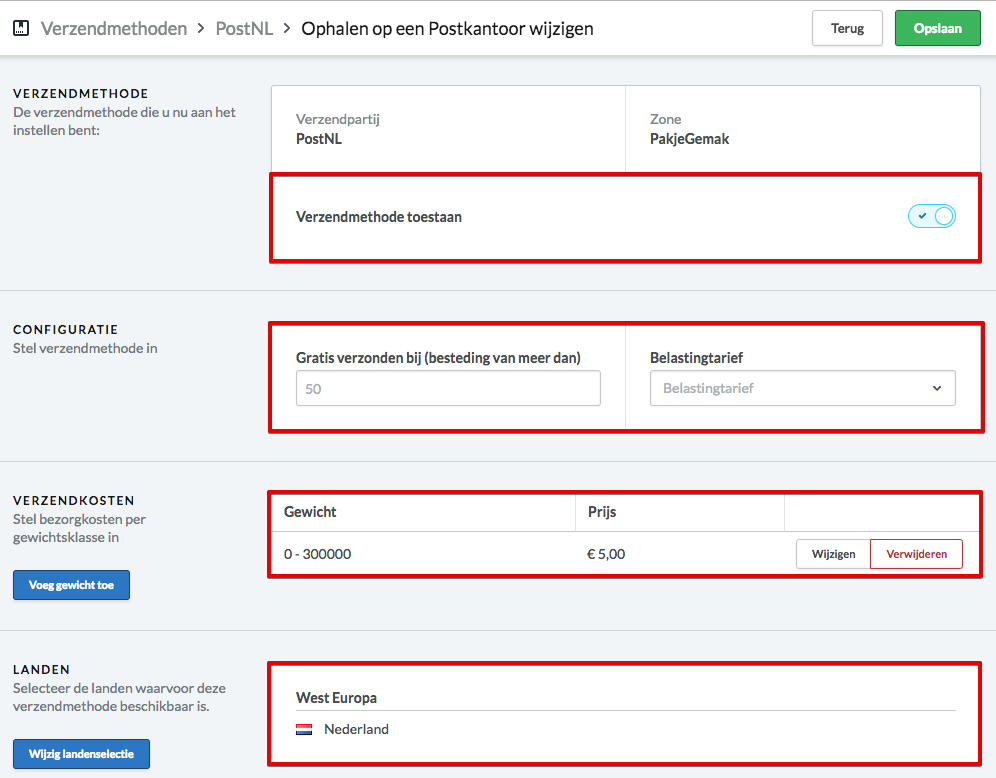 Verzendmethoden > PostNL > Ophalen op een Postkantoor wijzigen
Terug
Opslaan
VERZENDMETHODE
De verzendmethode die u nu aan het
instellen bent:
Verzendpartij
PostNL
Zone
PakjeGemak
Verzendmethode toestaan
CONFIGURATIE
Stel verzendmethode in
Gratis verzonden bij (besteding van meer dan)
50
Belastingtarief
Belastingtarief
VERZENDKOSTEN
Stel bezorgkosten per
gewichtsklasse in
Voeg gewicht toe
Gewicht Prijs
0 - 300000 € 5,00 Wijzigen Verwijderen
LANDEN
Selecteer de landen waarvoor deze
verzendmethode beschikbaar is.
Wijzig landenselectie
West Europa
Nederland